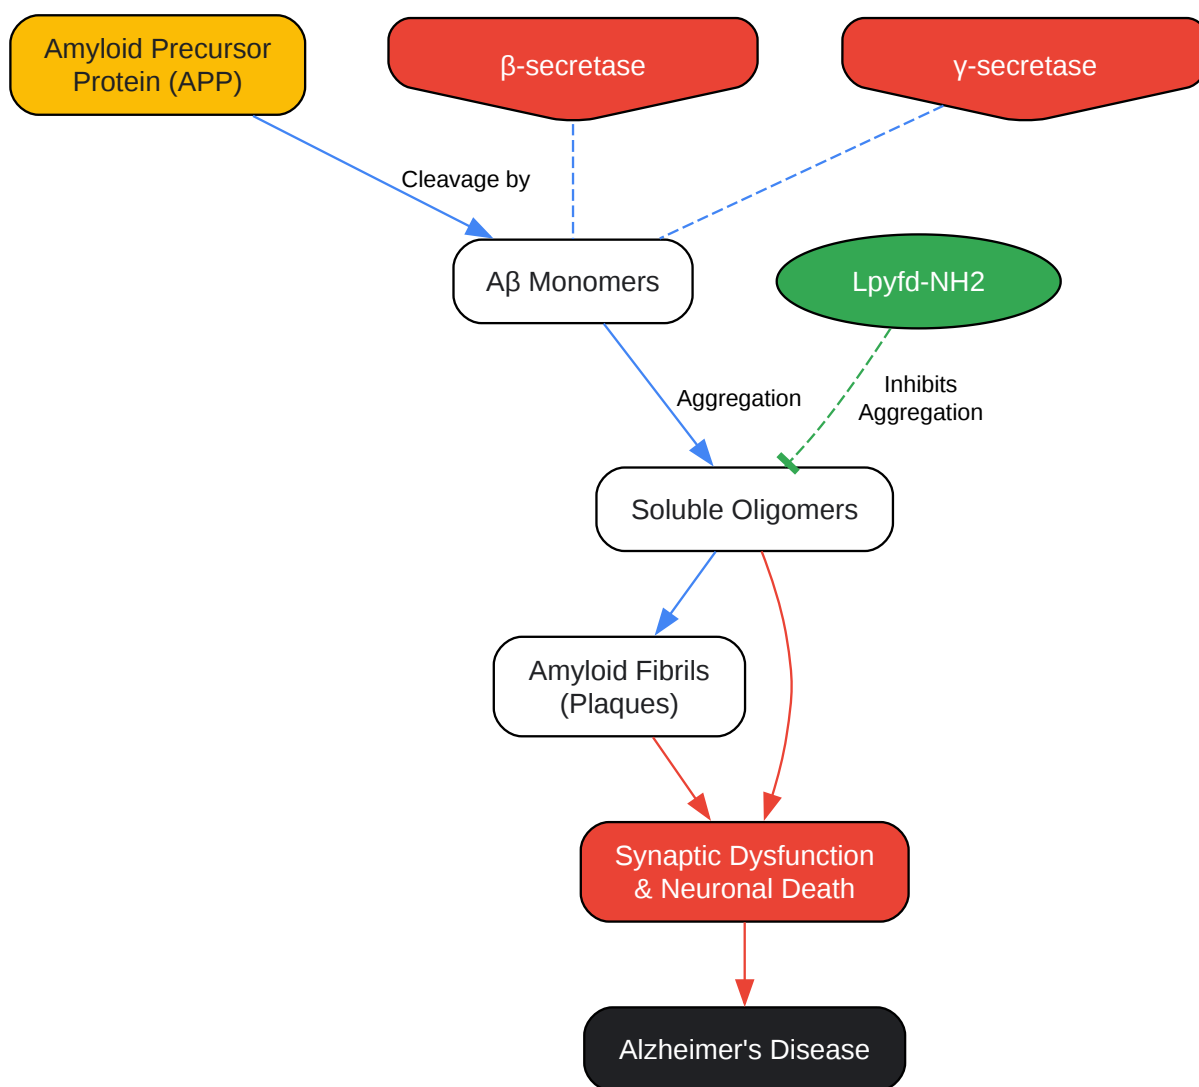 Amyloid Precursor
Protein (APP)
β-secretase
γ-secretase
Cleavage by
Aβ Monomers
Lpyfd-NH2
Aggregation
Inhibits
Aggregation
Soluble Oligomers
Amyloid Fibrils
(Plaques)
Synaptic Dysfunction
& Neuronal Death
Alzheimer's Disease